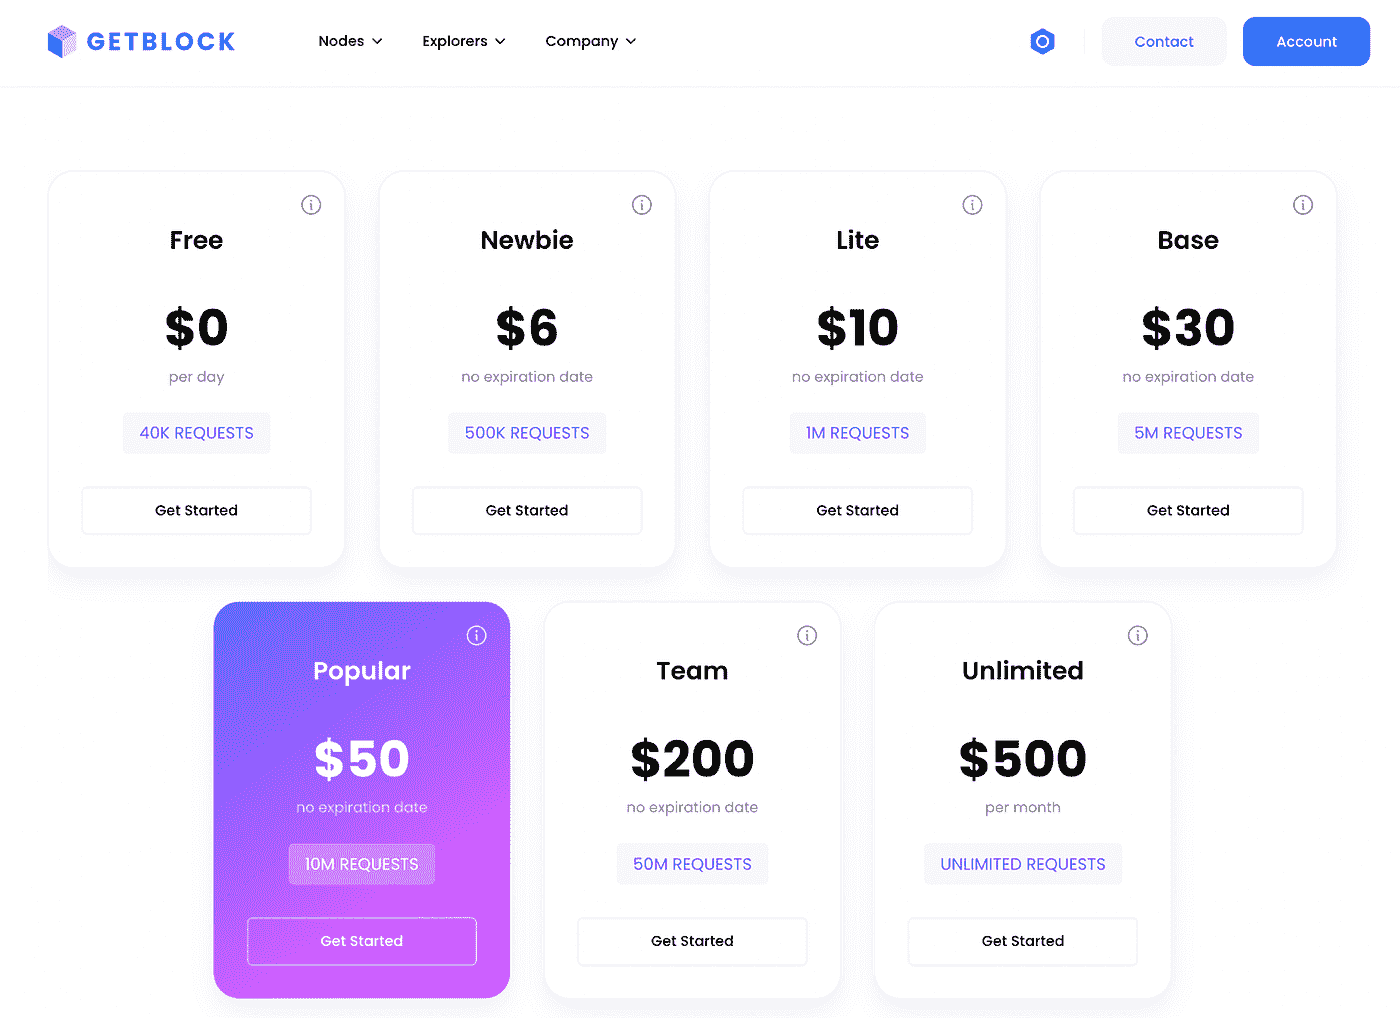 GETBLOCK Nodes Explorers Company Contact Account
Free
$0
per day
40K REQUESTS
Get Started
Newbie
$6
no expiration date
500K REQUESTS
Get Started
Lite
$10
no expiration date
1M REQUESTS
Get Started
Base
$30
no expiration date
5M REQUESTS
Get Started
Popular
$50
no expiration date
10M REQUESTS
Get Started
Team
$200
no expiration date
50M REQUESTS
Get Started
Unlimited
$500
per month
UNLIMITED REQUESTS
Get Started